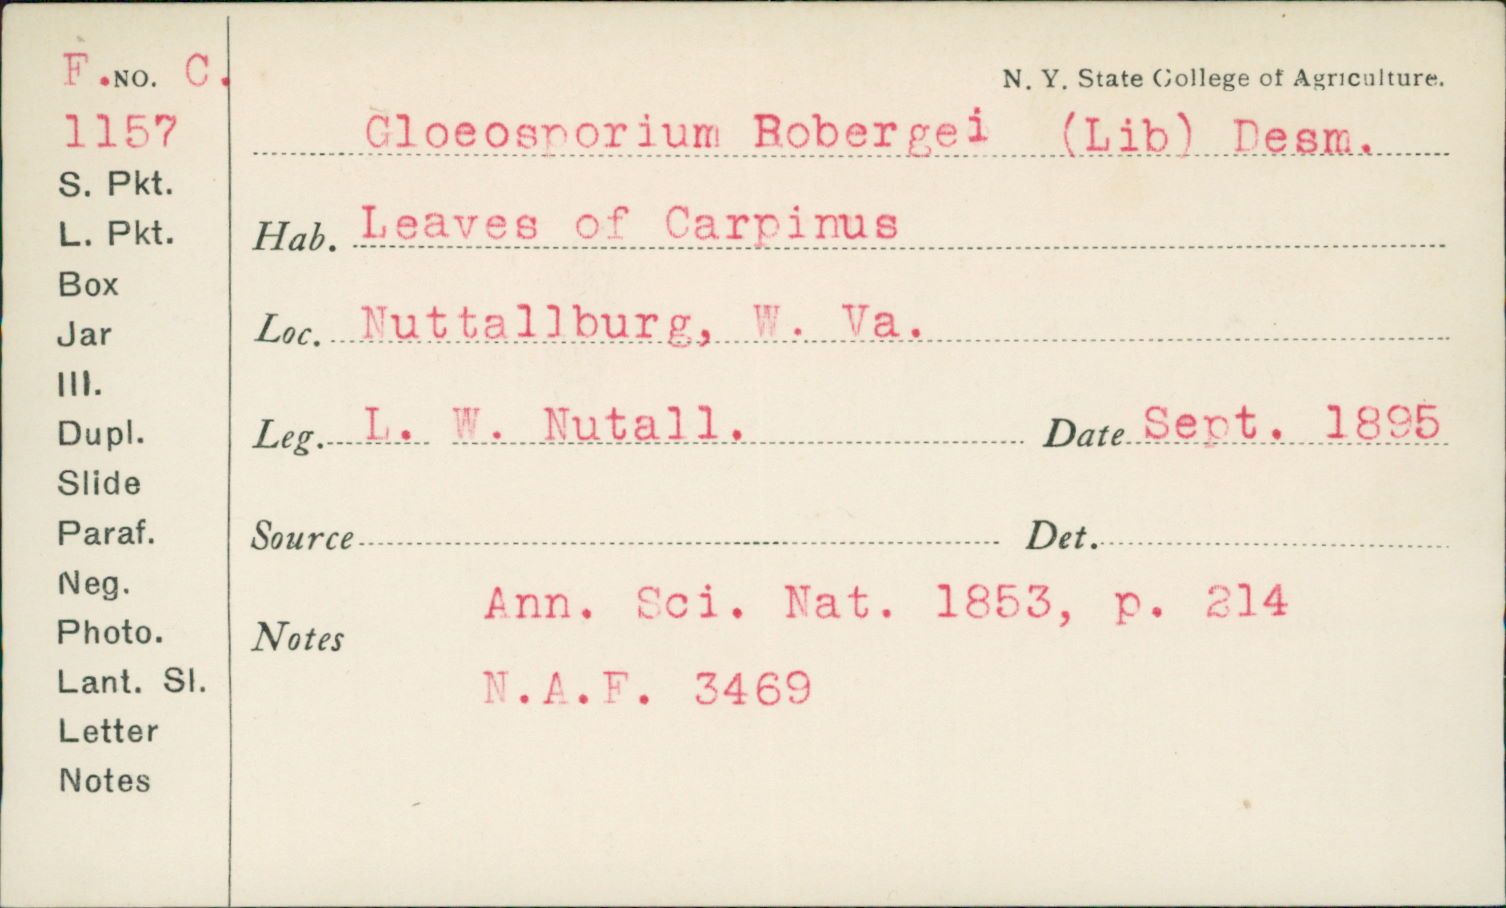 F. NO. C.
1157
S. Pkt.
L. Pkt.
Box
Jar
Ill.
Dupl.
Slide
Paraf.
Neg.
Photo.
Lant. Sl.
Letter
Notes
N. Y. State College of Agriculture.
Gloeosporium Robergei (Lib) Desm.
Hab. Leaves of Carpinus
Loc. Nuttallburg, W. Va.
Leg. L. W. Nutall. Date Sept. 1895
Source Det.
Notes Ann. Sci. Nat. 1853, p. 214
N.A.F. 3469